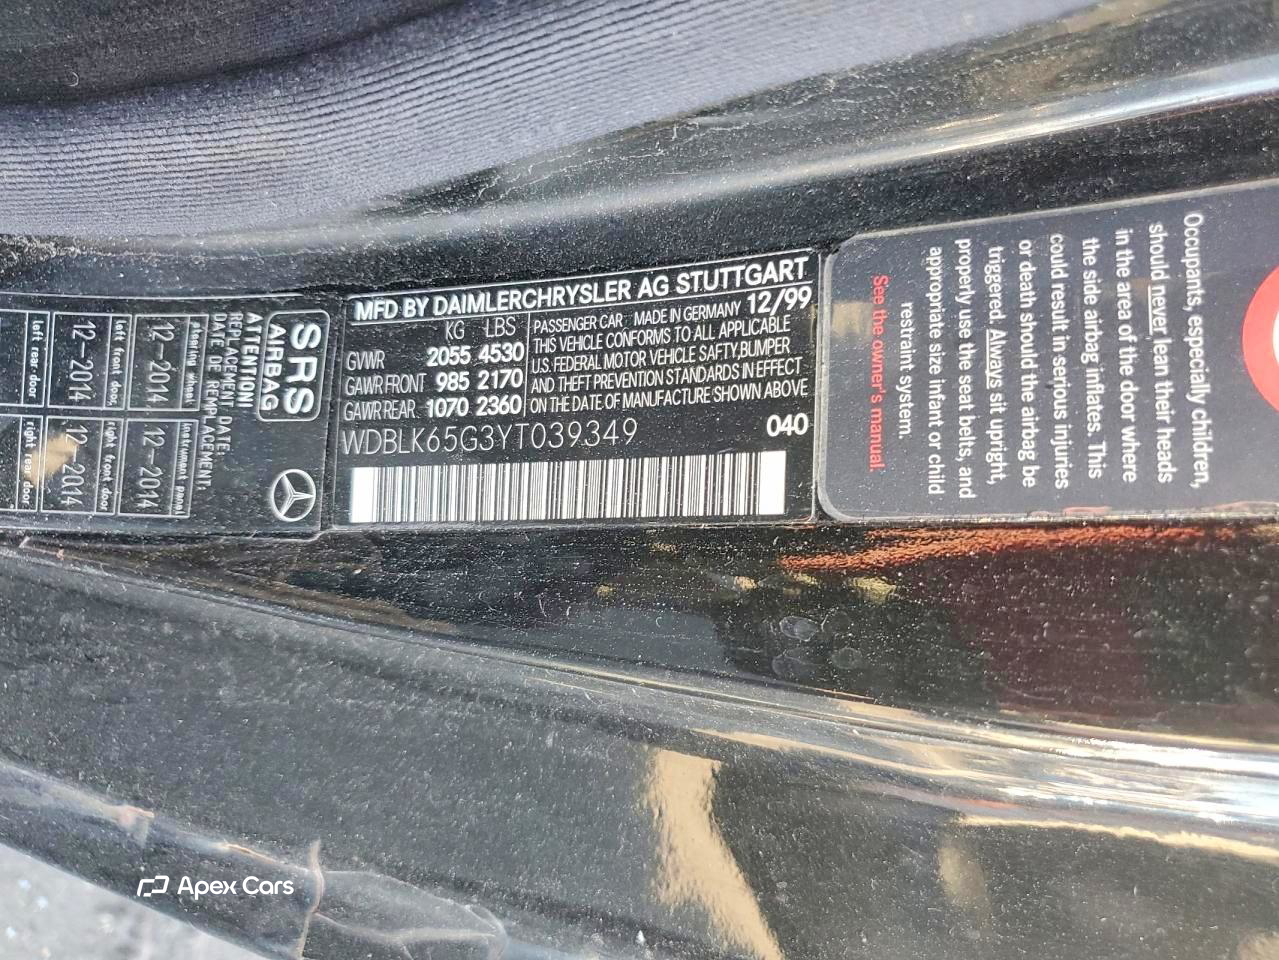 MFD BY DAIMLERCHRYSLER AG STUTTGART
KG LBS
GVWR 2055 4530
GAWR FRONT 985 2170
GAWR REAR 1070 2360
PASSENGER CAR MADE IN GERMANY 12/99
THIS VEHICLE CONFORMS TO ALL APPLICABLE
U.S. FEDERAL MOTOR VEHICLE SAFTY,BUMPER
AND THEFT PREVENTION STANDARDS IN EFFECT
ON THE DATE OF MANUFACTURE SHOWN ABOVE
WDBLK65G3YT039349 040
SRS
AIRBAG
ATTENTION!
REPLACEMENT DATE:
DATE DE REMPLACEMENT:
steering wheel
instrument panel
12-2014
12-2014
left front door
right front door
12-2014
12-2014
left rear door
right rear door
Occupants, especially children,
should never lean their heads
in the area of the door where
the side airbag inflates. This
could result in serious injuries
or death should the airbag be
triggered. Always sit upright,
properly use the seat belts, and
appropriate size infant or child
restraint system.
See the owner's manual.
Apex Cars